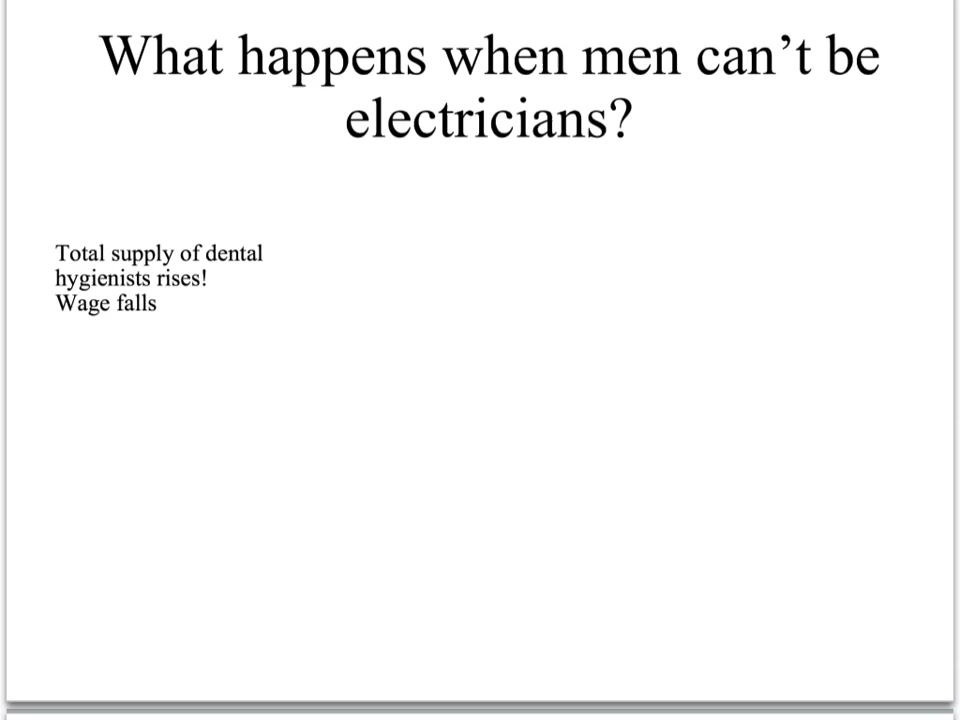 What happens when men can’t be
electricians?
Total supply of dental
hygienists rises!
Wage falls